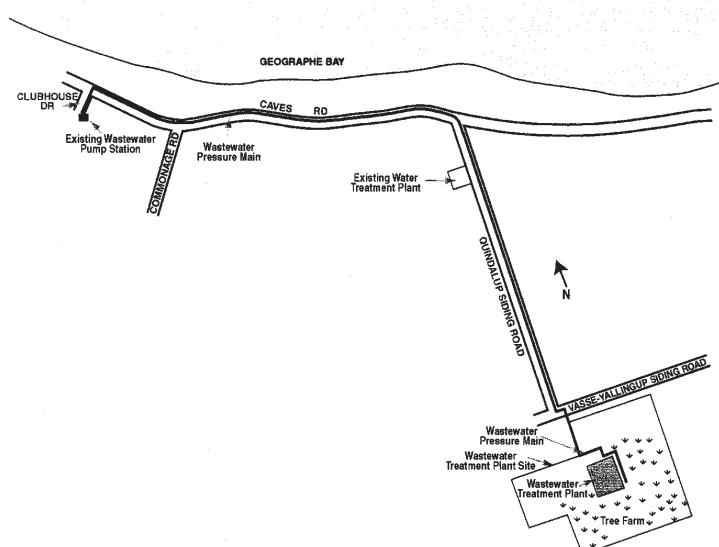 GEOGRAPHE BAY
CLUBHOUSE
DR
CAVES RD
Existing Wastewater
Pump Station
COMMONAGE RD
Wastewater
Pressure Main
Existing Water
Treatment Plant
QUINDALUP SIDING ROAD
N
VASSE-YALLINGUP SIDING ROAD
Wastewater
Pressure Main
Wastewater
Treatment Plant Site
Wastewater
Treatment Plant
Tree Farm